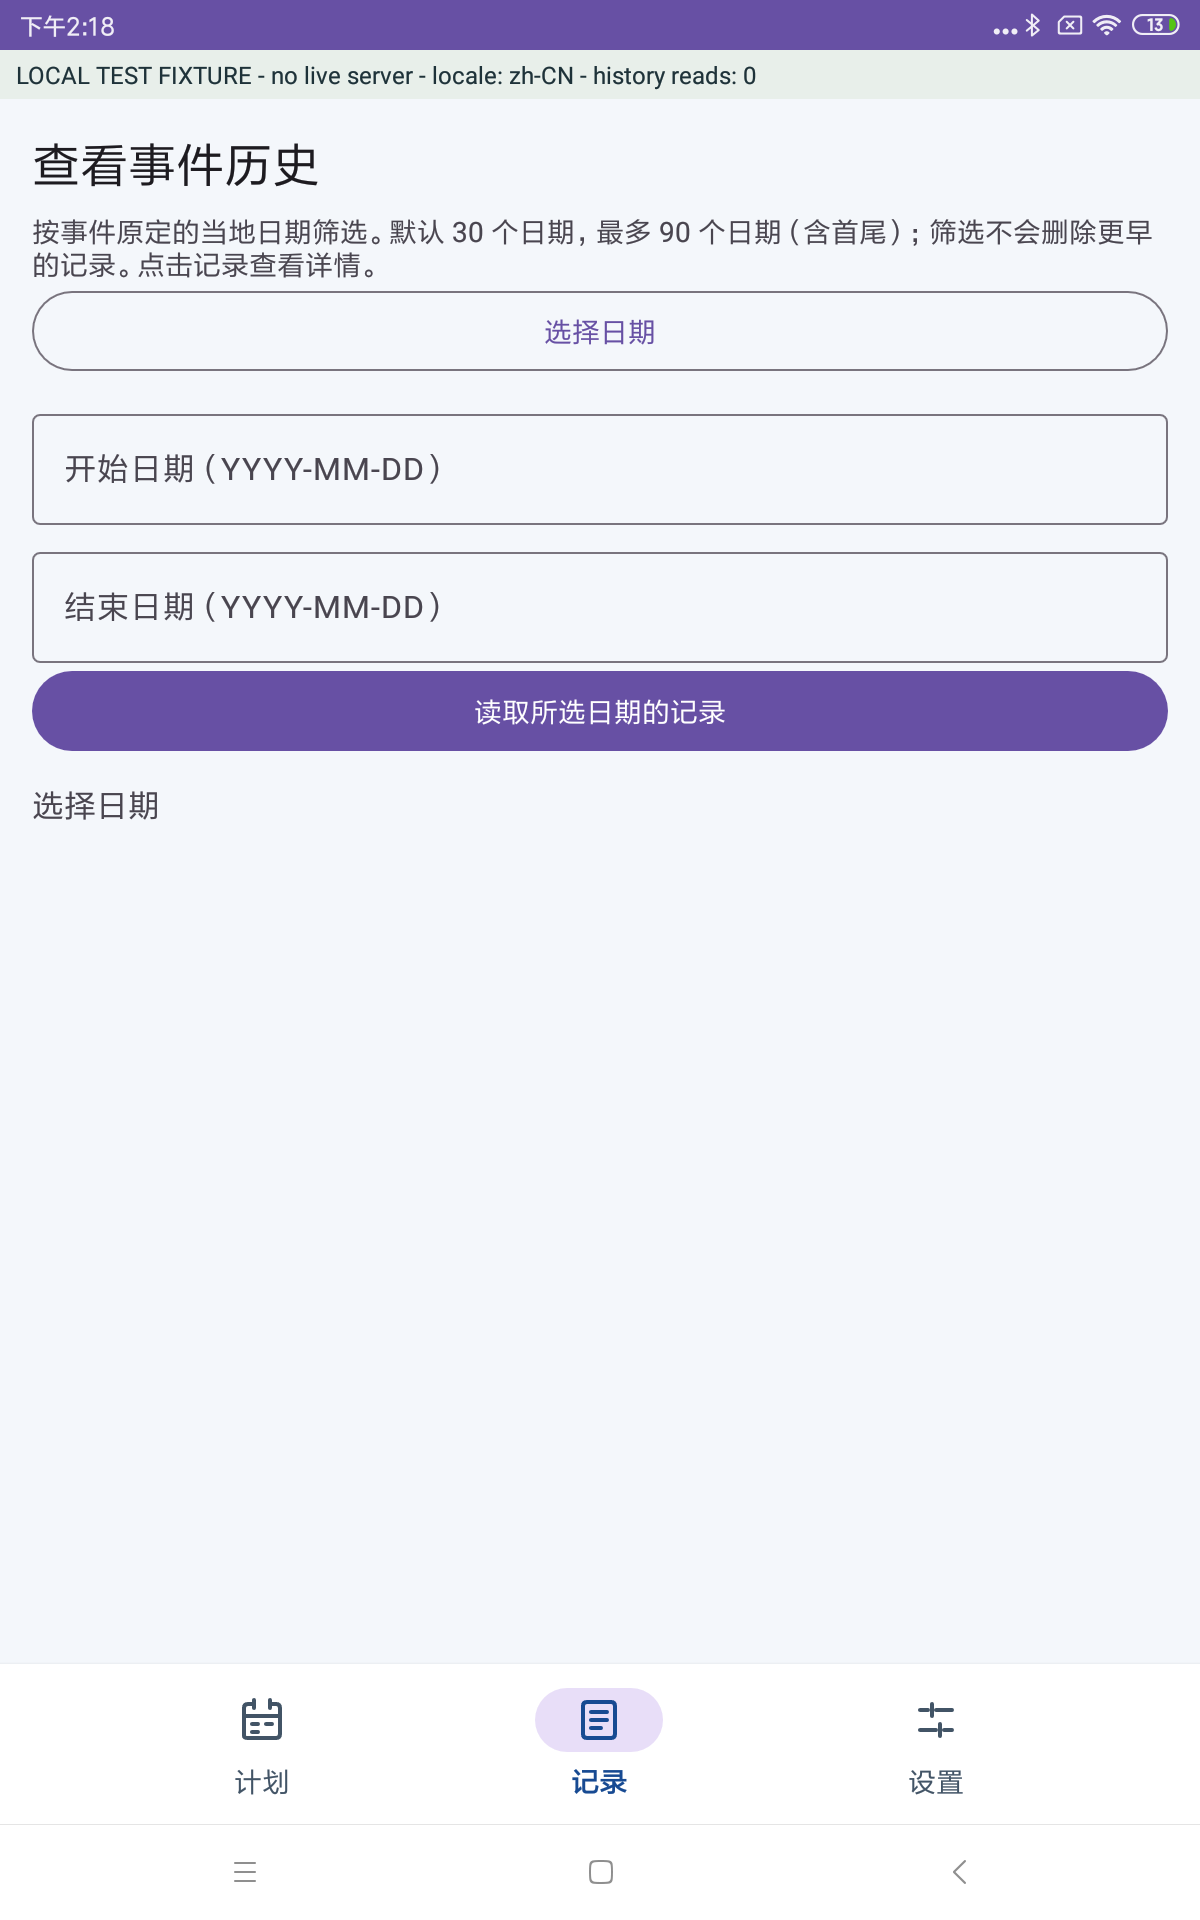 下午2:18
13
LOCAL TEST FIXTURE - no live server - locale: zh-CN - history reads: 0
查看事件历史
按事件原定的当地日期筛选。默认 30 个日期，最多 90 个日期（含首尾）；筛选不会删除更早
的记录。点击记录查看详情。
选择日期
开始日期（YYYY-MM-DD）
结束日期（YYYY-MM-DD）
读取所选日期的记录
选择日期
计划
记录
设置